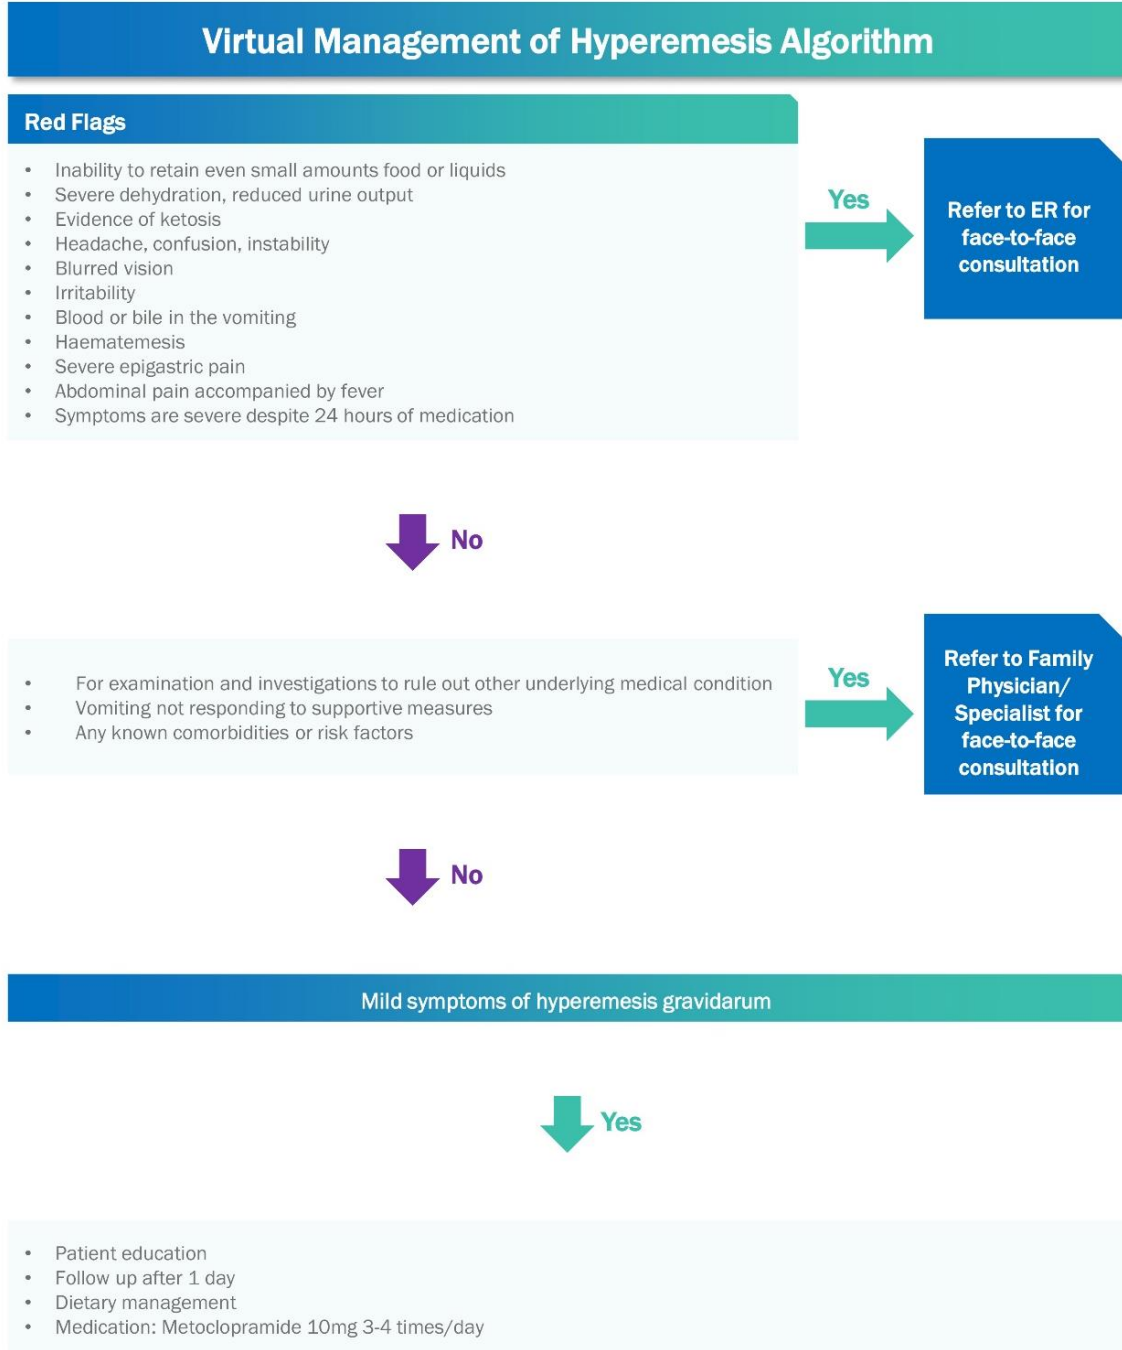 Virtual Management of Hyperemesis Algorithm
Red Flags
• Inability to retain even small amounts food or liquids
• Severe dehydration, reduced urine output
• Evidence of ketosis
• Headache, confusion, instability
• Blurred vision
• Irritability
• Blood or bile in the vomiting
• Haematemesis
• Severe epigastric pain
• Abdominal pain accompanied by fever
• Symptoms are severe despite 24 hours of medication
Yes
Refer to ER for
face-to-face
consultation
No
• For examination and investigations to rule out other underlying medical condition
• Vomiting not responding to supportive measures
• Any known comorbidities or risk factors
Yes
Refer to Family
Physician/
Specialist for
face-to-face
consultation
No
Mild symptoms of hyperemesis gravidarum
Yes
• Patient education
• Follow up after 1 day
• Dietary management
• Medication: Metoclopramide 10mg 3-4 times/day